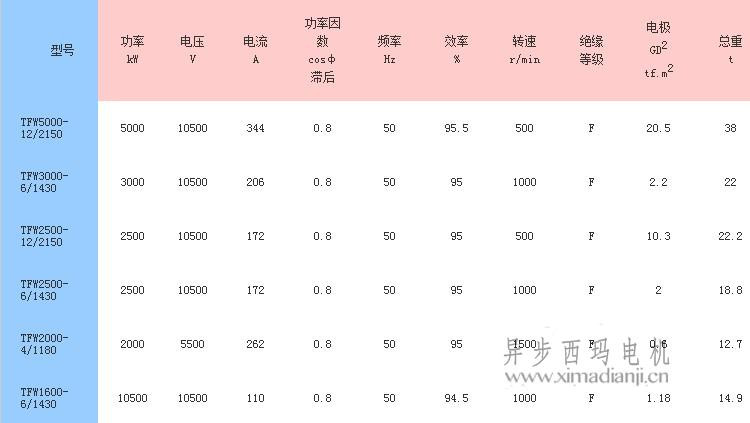 型号 功率 kW 电压 V 电流 A 功率因数 cosφ 滞后 频率 Hz 效率 % 转速 r/min 绝缘等级 电极 GD2 tf.m2 总重 t
TFW5000-12/2150 5000 10500 344 0.8 50 95.5 500 F 20.5 38
TFW3000-6/1430 3000 10500 206 0.8 50 95 1000 F 2.2 22
TFW2500-12/2150 2500 10500 172 0.8 50 95 500 F 10.3 22.2
TFW2500-6/1430 2500 10500 172 0.8 50 95 1000 F 2 18.8
TFW2000-4/1180 2000 5500 262 0.8 50 95 1500 F 0.6 12.7
异步西玛电机
www.ximadianji.cn
TFW1600-6/1430 10500 10500 110 0.8 50 94.5 1000 F 1.18 14.9